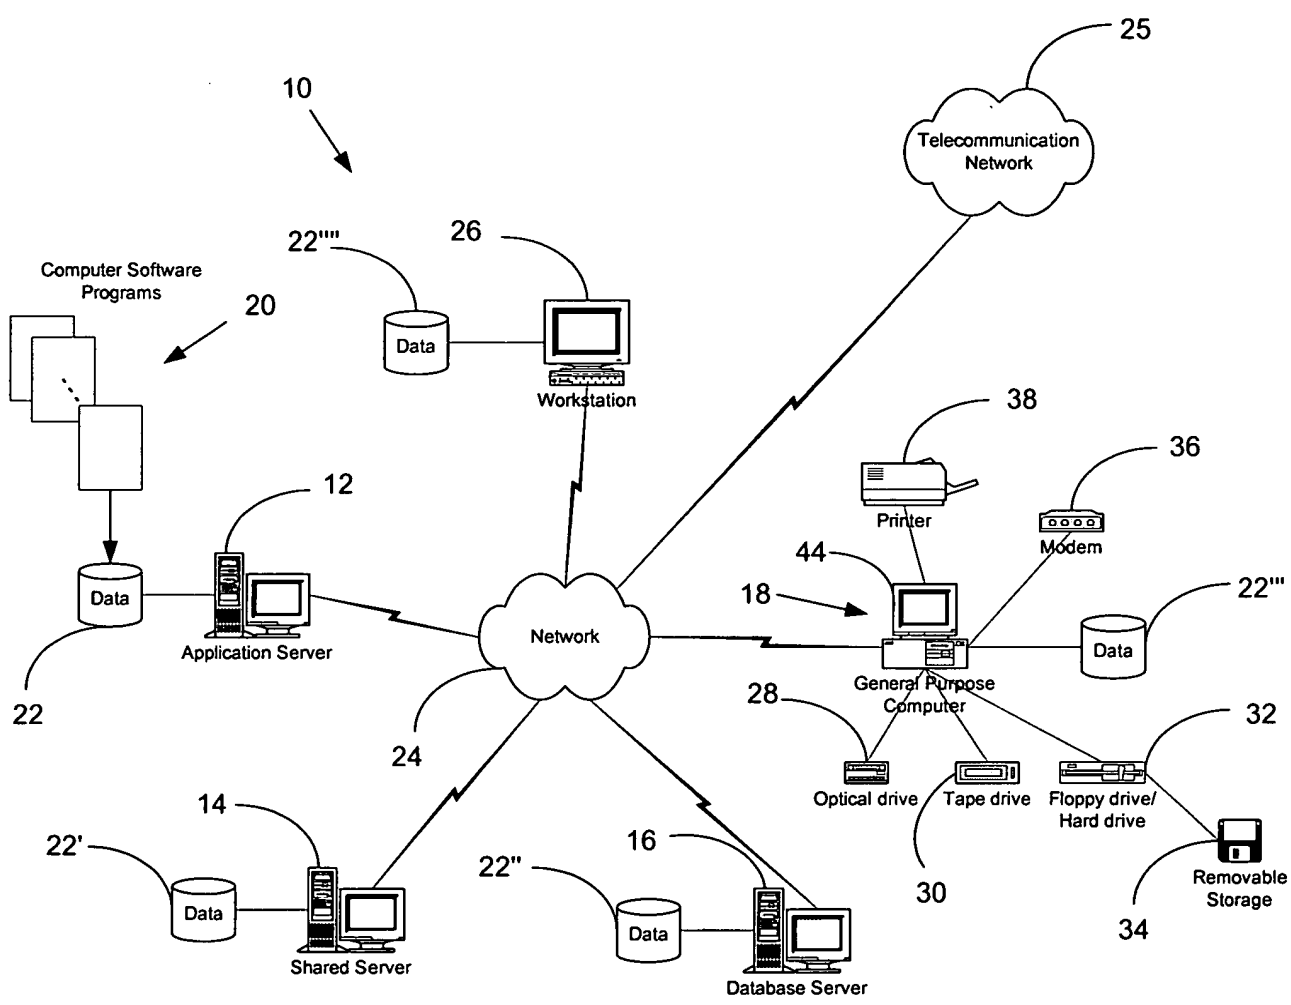 25
10
Telecommunication
Network
22""
26
Computer Software
Programs
20
Data
Workstation
38
36
12
Printer
Modem
44
18
22'''
Data
Application Server
Network
Data
General Purpose
Computer
22
24
28
32
Optical drive
Tape drive
Floppy drive/
Hard drive
14
22'
16
22"
30
34
Removable
Storage
Data
Data
Shared Server
Database Server